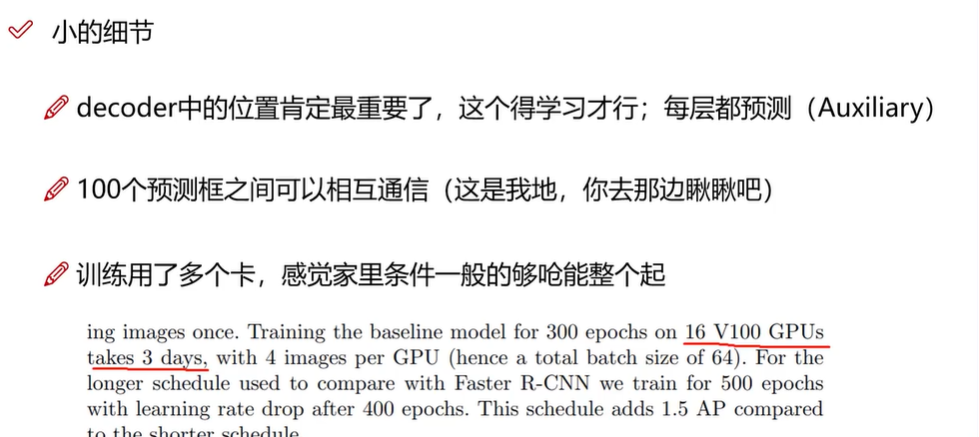 小的细节
decoder中的位置肯定最重要了，这个得学习才行；每层都预测（Auxiliary）
100个预测框之间可以相互通信（这是我地，你去那边瞅瞅吧）
训练用了多个卡，感觉家里条件一般的够呛能整个起
ing images once. Training the baseline model for 300 epochs on 16 V100 GPUs
takes 3 days, with 4 images per GPU (hence a total batch size of 64). For the
longer schedule used to compare with Faster R-CNN we train for 500 epochs
with learning rate drop after 400 epochs. This schedule adds 1.5 AP compared
to the shorter schedule.